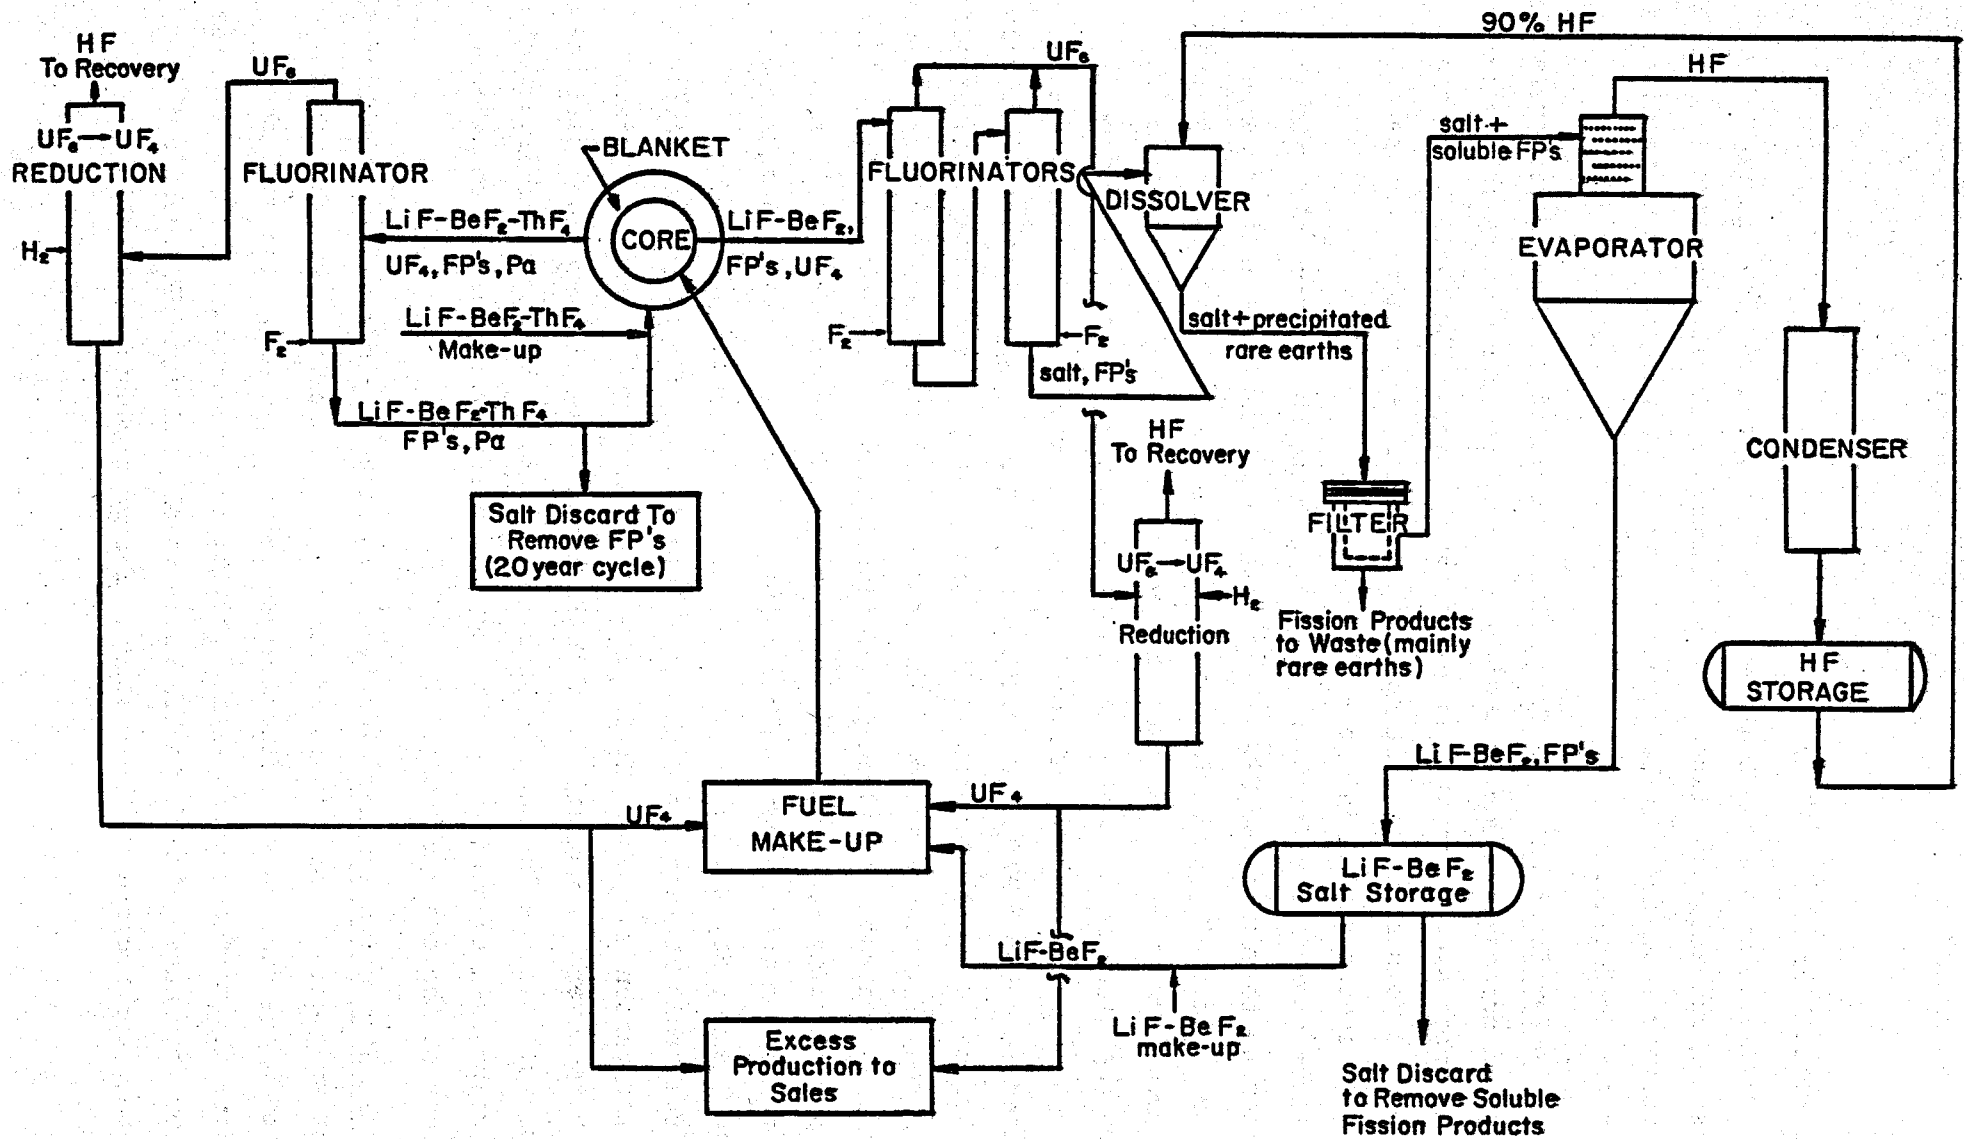 90% HF
HF
To Recovery
UF₆
UF₆→UF₄
REDUCTION
H₂
FLUORINATOR
F₂
BLANKET
CORE
LiF-BeF₂-ThF₄
UF₄, FP's, Pa
LiF-BeF₂-ThF₄
Make-up
LiF-BeF₂-ThF₄
FP's, Pa
Salt Discard To
Remove FP's
(20 year cycle)
LiF-BeF₂,
FP's, UF₄
UF₆
FLUORINATORS
F₂
F₂
salt, FP's
DISSOLVER
salt + precipitated
rare earths
salt +
soluble FP's
HF
EVAPORATOR
CONDENSER
HF
STORAGE
FILTER
Fission Products
to Waste (mainly
rare earths)
HF
To Recovery
UF₆→UF₄
H₂
Reduction
LiF-BeF₂, FP's
LiF-BeF₂
Salt Storage
UF₄
FUEL
MAKE-UP
UF₄
LiF-BeF₂
LiF-BeF₂
make-up
Excess
Production to
Sales
Salt Discard
to Remove Soluble
Fission Products